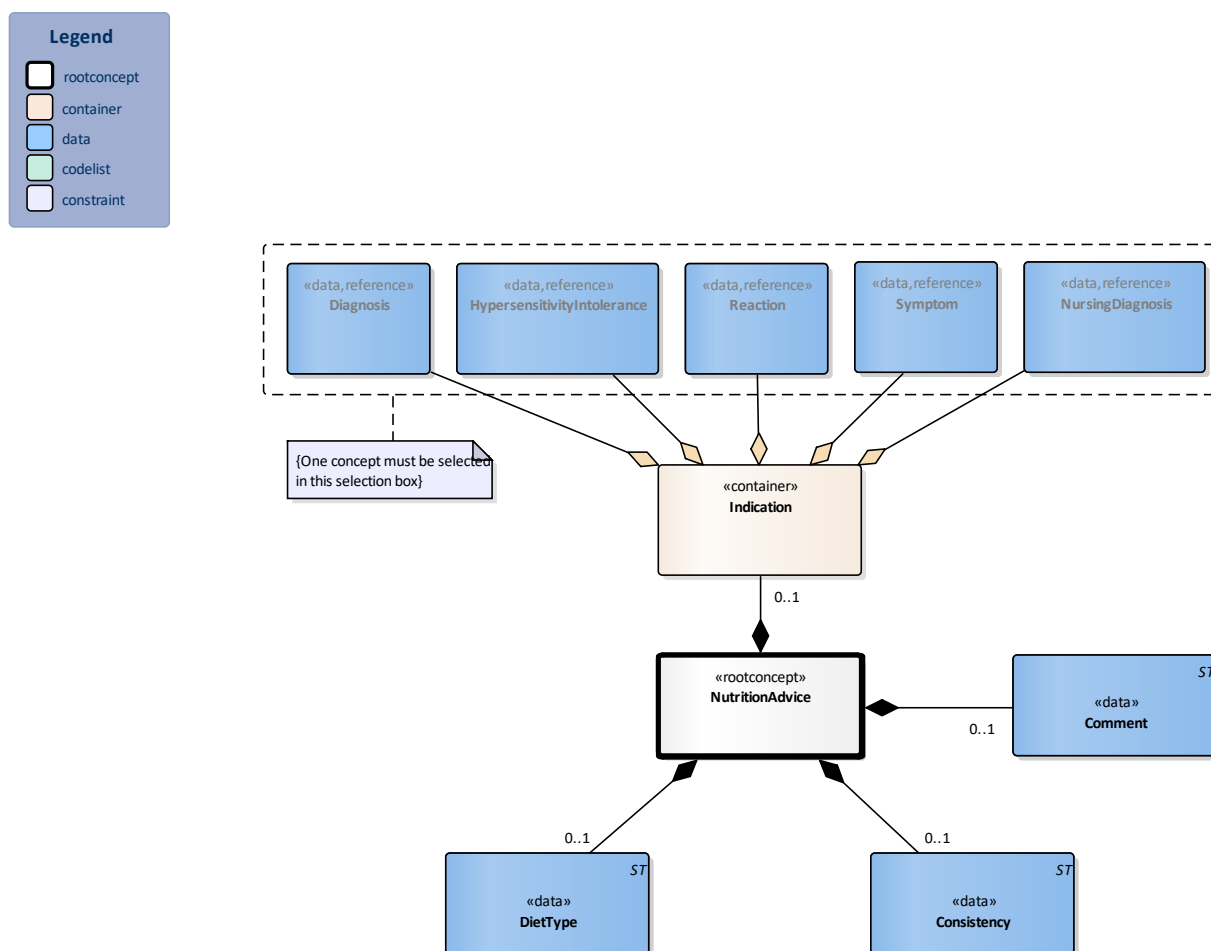 Legend
rootconcept
container
data
codelist
constraint
«data,reference»
Diagnosis
«data,reference»
HypersensitivityIntolerance
«data,reference»
Reaction
«data,reference»
Symptom
«data,reference»
NursingDiagnosis
{One concept must be selected
in this selection box}
«container»
Indication
0..1
«rootconcept»
NutritionAdvice
ST
«data»
Comment
0..1
0..1
0..1
ST
«data»
DietType
ST
«data»
Consistency